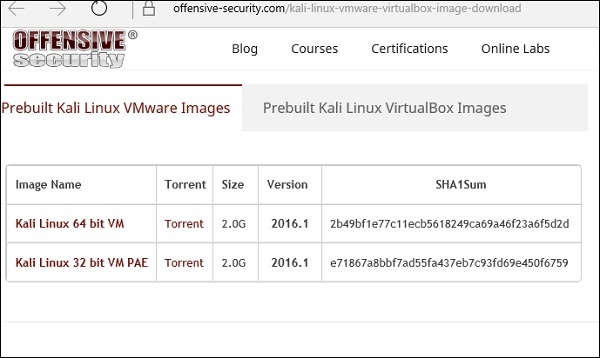 offensive-security.com/kali-linux-vmware-virtualbox-image-download
OFFENSIVE®
security
Blog Courses Certifications Online Labs
Prebuilt Kali Linux VMware Images Prebuilt Kali Linux VirtualBox Images
Image Name Torrent Size Version SHA1Sum
Kali Linux 64 bit VM Torrent 2.0G 2016.1 2b49bf1e77c11ecb5618249ca69a46f23a6f5d2d
Kali Linux 32 bit VM PAE Torrent 2.0G 2016.1 e71867a8bbf7ad55fa437eb7c93fd69e450f6759